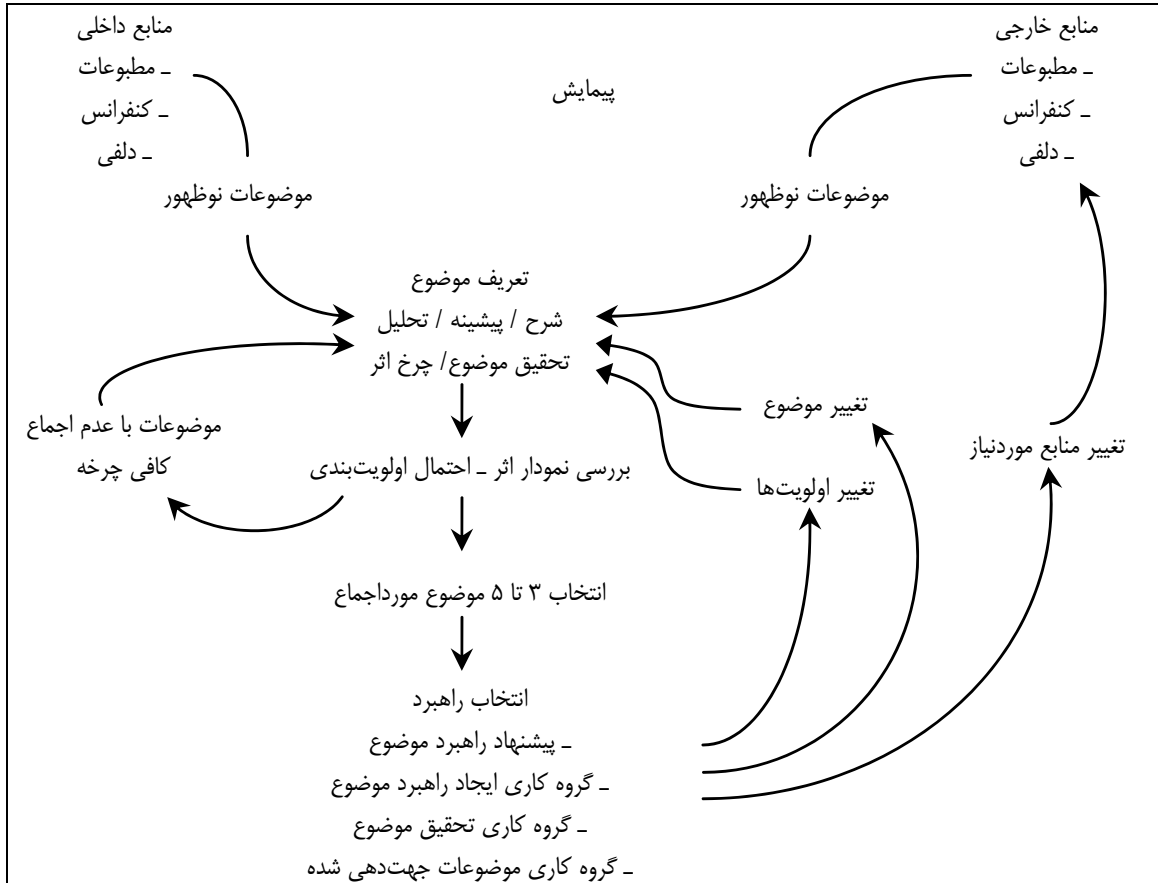 منابع خارجی
ـ مطبوعات
ـ کنفرانس
ـ دلفی
پیمایش
منابع داخلی
ـ مطبوعات
ـ کنفرانس
ـ دلفی
موضوعات نوظهور
موضوعات نوظهور
تعریف موضوع
شرح / پیشینه / تحلیل
تحقیق موضوع/ چرخ اثر
تغییر موضوع
تغییر منابع موردنیاز
تغییر اولویت‌ها
موضوعات با عدم اجماع
کافی چرخه
بررسی نمودار اثر ـ احتمال اولویت‌بندی
انتخاب ۳ تا ۵ موضوع مورداجماع
انتخاب راهبرد
ـ پیشنهاد راهبرد موضوع
ـ گروه کاری ایجاد راهبرد موضوع
ـ گروه کاری تحقیق موضوع
ـ گروه کاری موضوعات جهت‌دهی شده